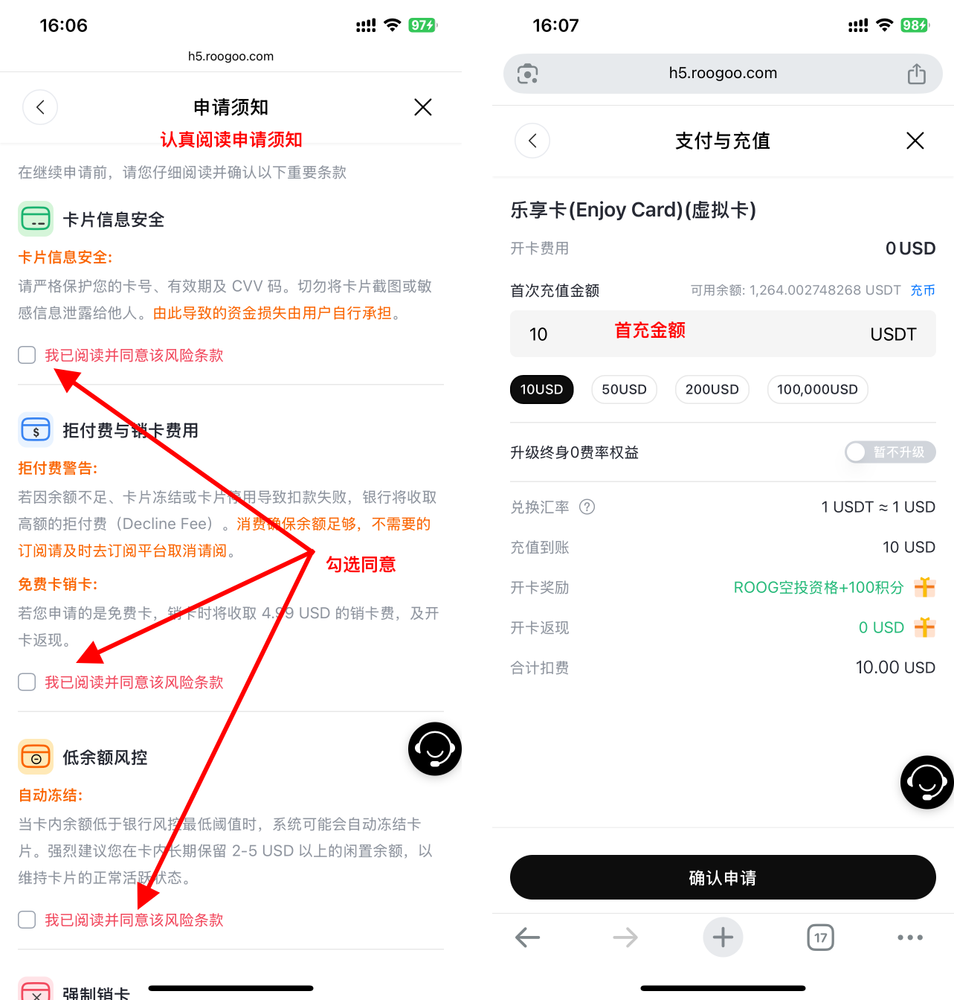 16:06
97
h5.roogoo.com
申请须知
认真阅读申请须知
在继续申请前，请您仔细阅读并确认以下重要条款
卡片信息安全
卡片信息安全:
请严格保护您的卡号、有效期及 CVV 码。切勿将卡片截图或敏
感信息泄露给他人。由此导致的资金损失由用户自行承担。
我已阅读并同意该风险条款
$
拒付费与销卡费用
拒付费警告:
若因余额不足、卡片冻结或卡片停用导致扣款失败，银行将收取
高额的拒付费（Decline Fee）。消费确保余额足够，不需要的
订阅请及时去订阅平台取消请阅。
勾选同意
免费卡销卡:
若您申请的是免费卡，销卡时将收取 4.99 USD 的销卡费，及开
卡返现。
我已阅读并同意该风险条款
低余额风控
自动冻结:
当卡内余额低于银行风控最低阈值时，系统可能会自动冻结卡
片。强烈建议您在卡内长期保留 2-5 USD 以上的闲置余额，以
维持卡片的正常活跃状态。
我已阅读并同意该风险条款
强制销卡
16:07
98
h5.roogoo.com
支付与充值
乐享卡(Enjoy Card)(虚拟卡)
开卡费用 0 USD
首次充值金额 可用余额: 1,264.002748268 USDT 充币
10 首充金额 USDT
10USD 50USD 200USD 100,000USD
升级终身0费率权益 暂不升级
兑换汇率 ? 1 USDT ≈ 1 USD
充值到账 10 USD
开卡奖励 ROOG空投资格+100积分
开卡返现 0 USD
合计扣费 10.00 USD
确认申请
17